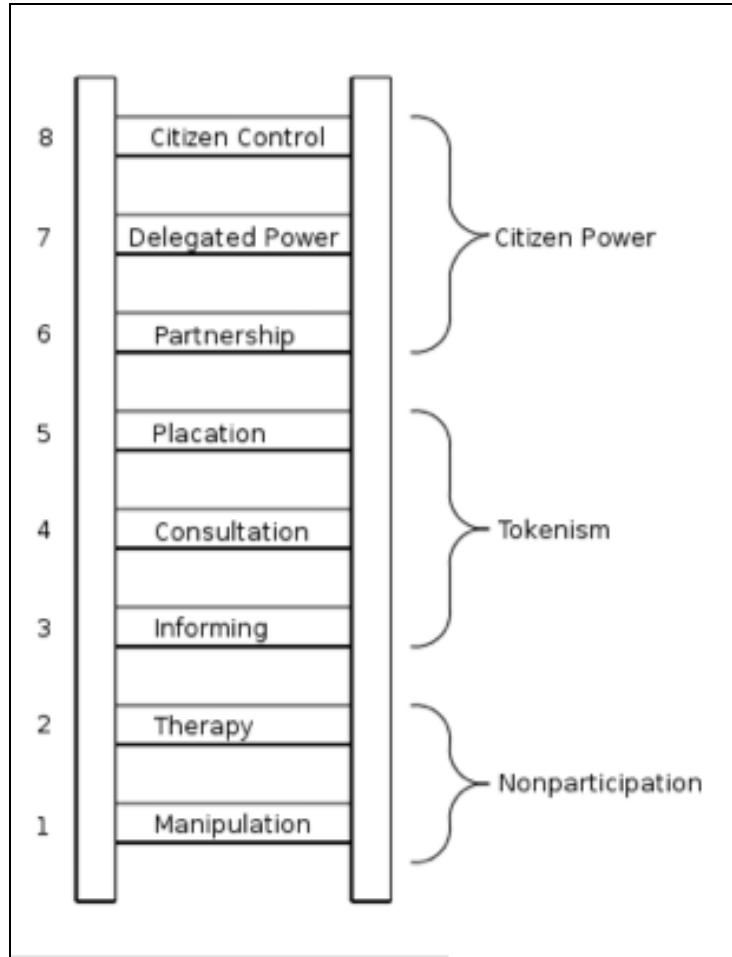 8 Citizen Control
7 Delegated Power
Citizen Power
6 Partnership
5 Placation
4 Consultation
Tokenism
3 Informing
2 Therapy
Nonparticipation
1 Manipulation